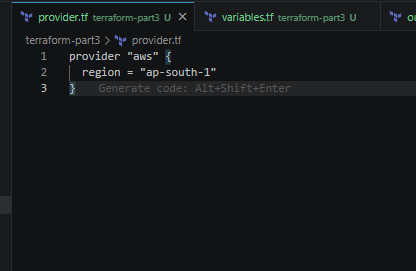 provider.tf terraform-part3 U × variables.tf terraform-part3 U ou
terraform-part3 > provider.tf
1 provider "aws" {
2 region = "ap-south-1"
3 } Generate code: Alt+Shift+Enter